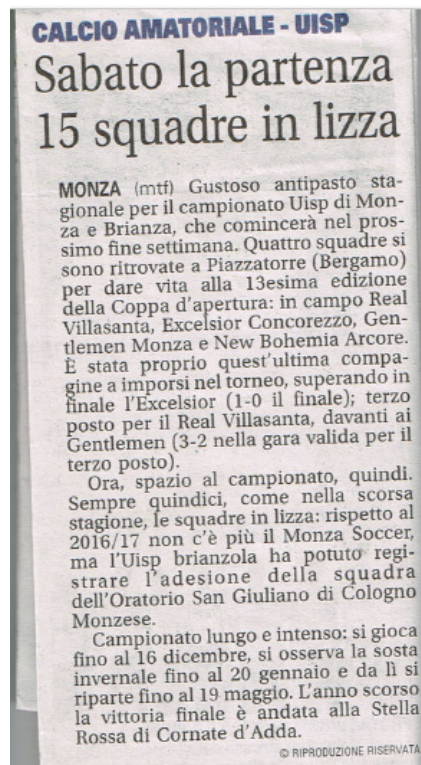 CALCIO AMATORIALE - UISP
Sabato la partenza
15 squadre in lizza
MONZA (mtf) Gustoso antipasto sta-
gionale per il campionato Uisp di Mon-
za e Brianza, che comincerà nel pros-
simo fine settimana. Quattro squadre si
sono ritrovate a Piazzatorre (Bergamo)
per dare vita alla 13esima edizione
della Coppa d'apertura: in campo Real
Villasanta, Excelsior Concorezzo, Gen-
tlemen Monza e New Bohemia Arcore.
È stata proprio quest'ultima compa-
gine a imporsi nel torneo, superando in
finale l'Excelsior (1-0 il finale); terzo
posto per il Real Villasanta, davanti ai
Gentlemen (3-2 nella gara valida per il
terzo posto).
Ora, spazio al campionato, quindi.
Sempre quindici, come nella scorsa
stagione, le squadre in lizza: rispetto al
2016/17 non c'è più il Monza Soccer,
ma l'Uisp brianzola ha potuto regi-
strare l'adesione della squadra
dell'Oratorio San Giuliano di Cologno
Monzese.
Campionato lungo e intenso: si gioca
fino al 16 dicembre, si osserva la sosta
invernale fino al 20 gennaio e da lì si
riparte fino al 19 maggio. L'anno scorso
la vittoria finale è andata alla Stella
Rossa di Cornate d'Adda.
© RIPRODUZIONE RISERVATA